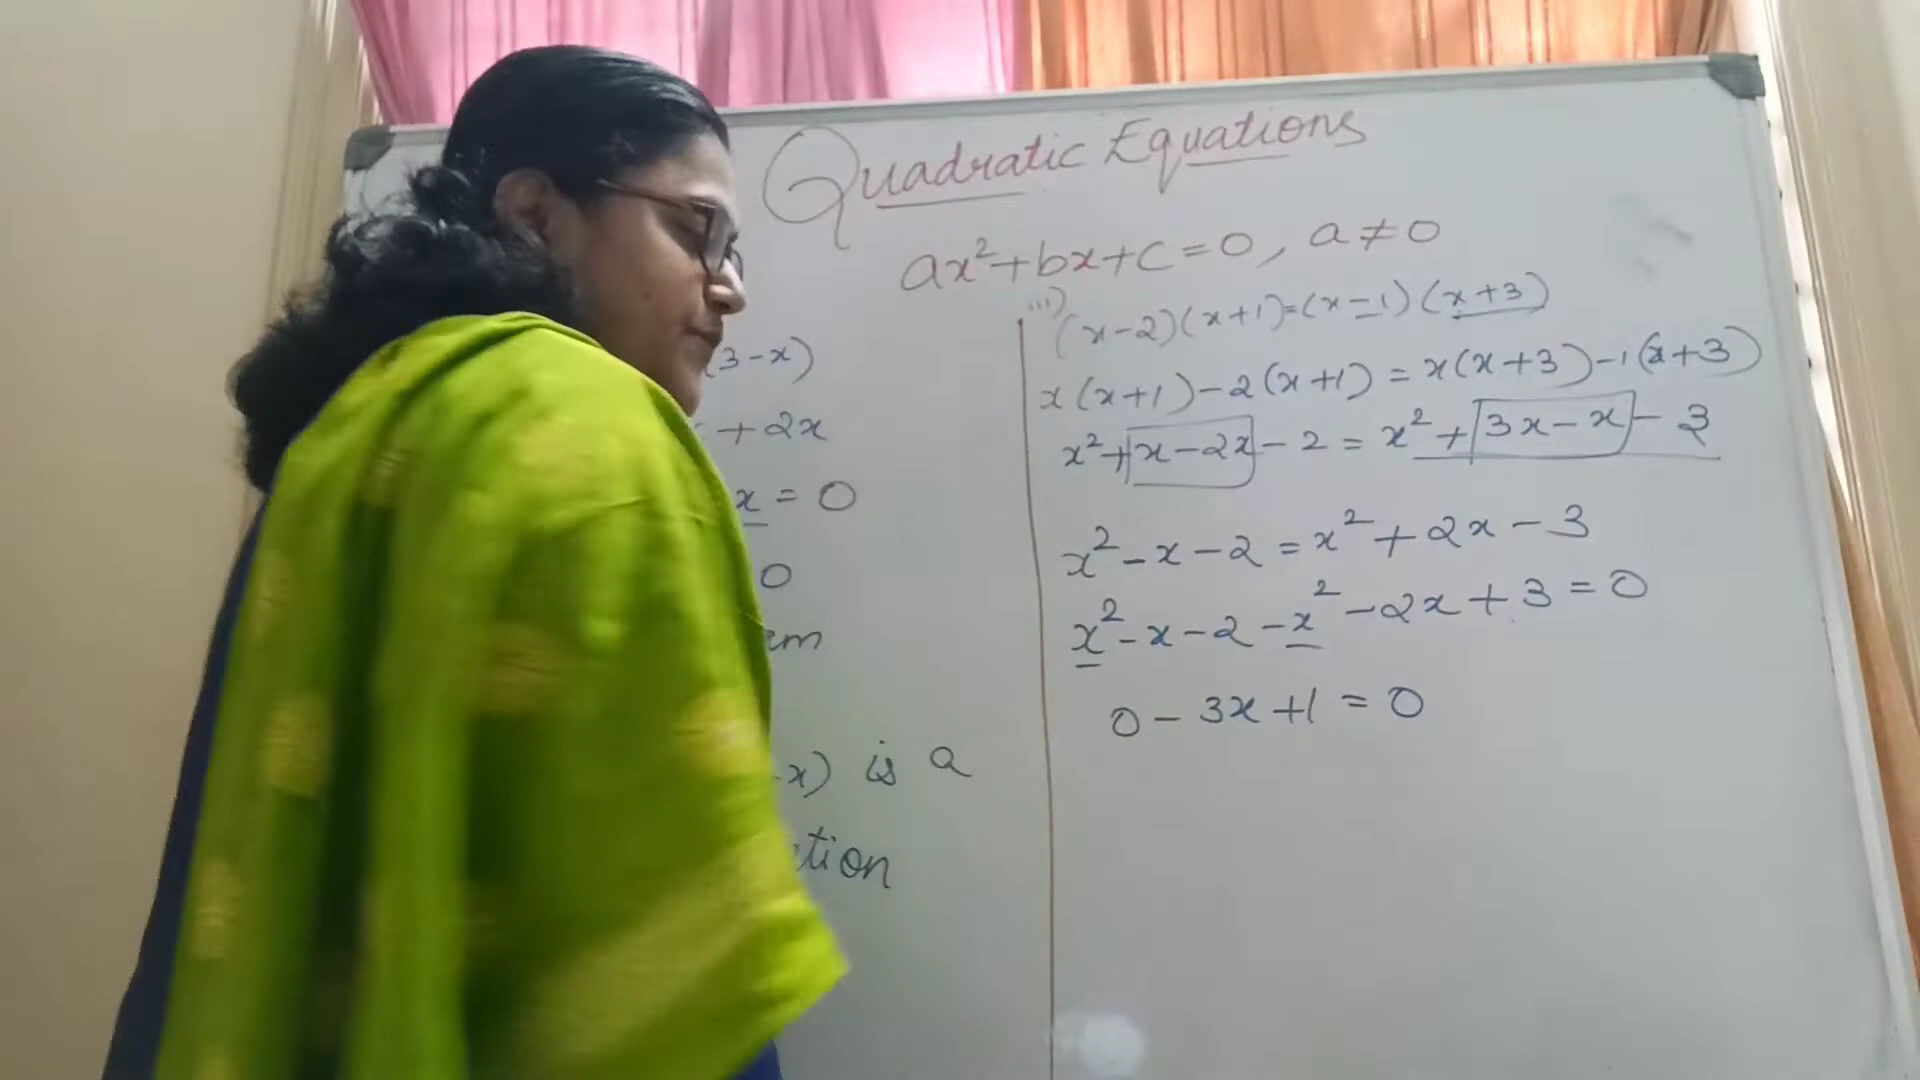 Quadratic Equations
ax²+bx+c=0, a≠0
(3-x)
+2x
x=0
0
em
x) is a
tion
iii) (x-2)(x+1)=(x-1)(x+3)
x(x+1)-2(x+1)=x(x+3)-1(x+3)
x²+x-2x-2=x²+3x-x-3
x²-x-2=x²+2x-3
x²-x-2-x²-2x+3=0
0-3x+1=0